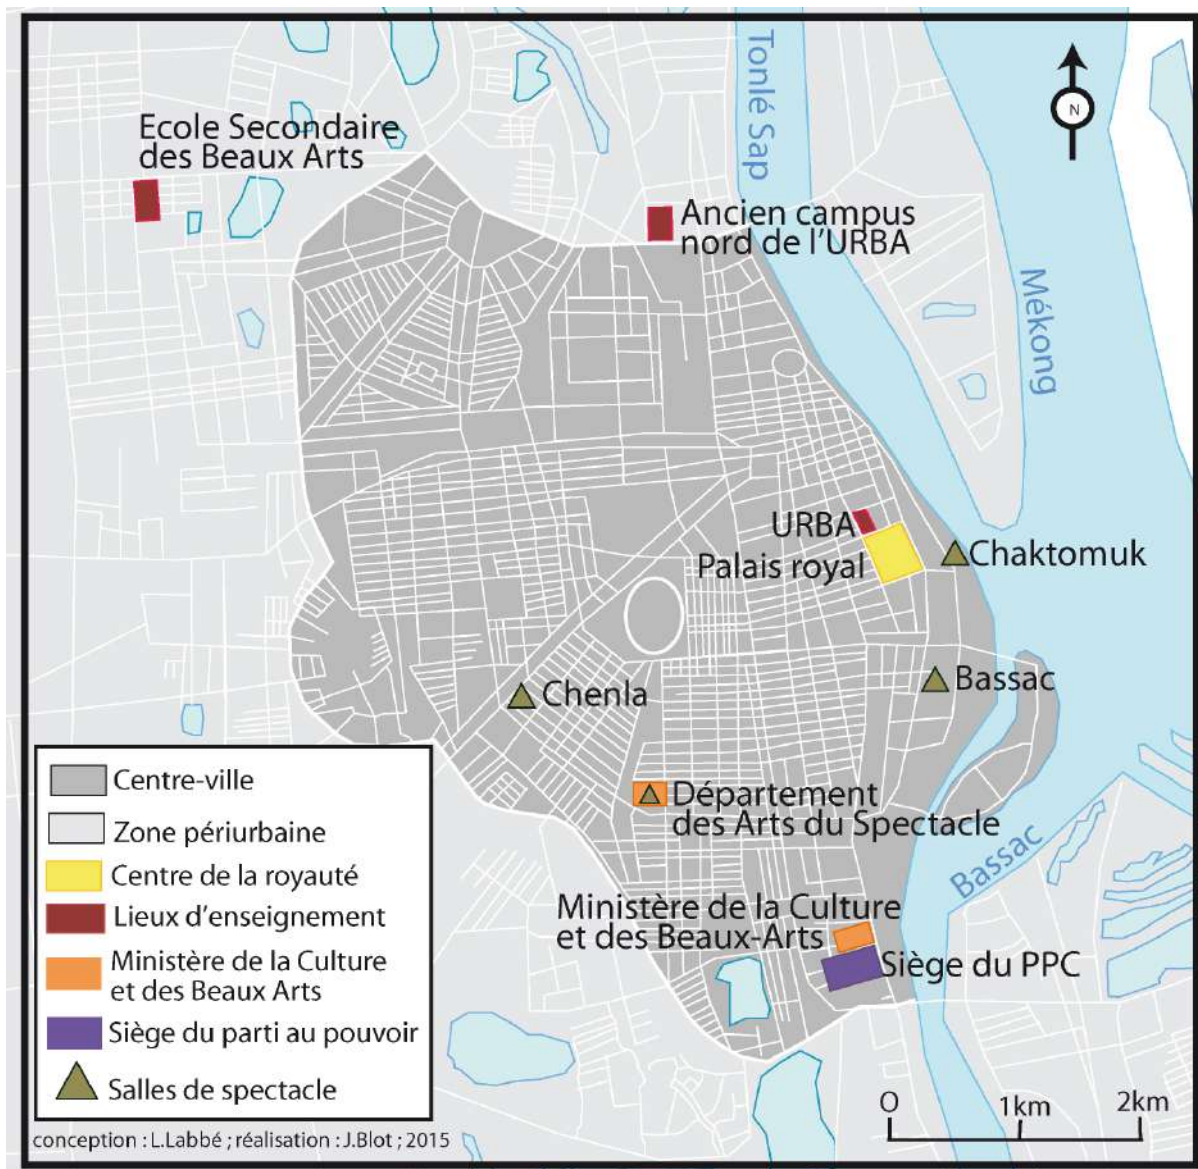 Tonlé Sap
N
Ecole Secondaire
des Beaux Arts
Ancien campus
nord de l'URBA
Mékong
URBA
Palais royal
Chaktomuk
Chenla
Bassac
Département
des Arts du Spectacle
Bassac
Ministère de la Culture
et des Beaux-Arts
Siège du PPC
Centre-ville
Zone périurbaine
Centre de la royauté
Lieux d'enseignement
Ministère de la Culture
et des Beaux Arts
Siège du parti au pouvoir
Salles de spectacle
O 1km 2km
conception : L.Labbé ; réalisation : J.Blot ; 2015